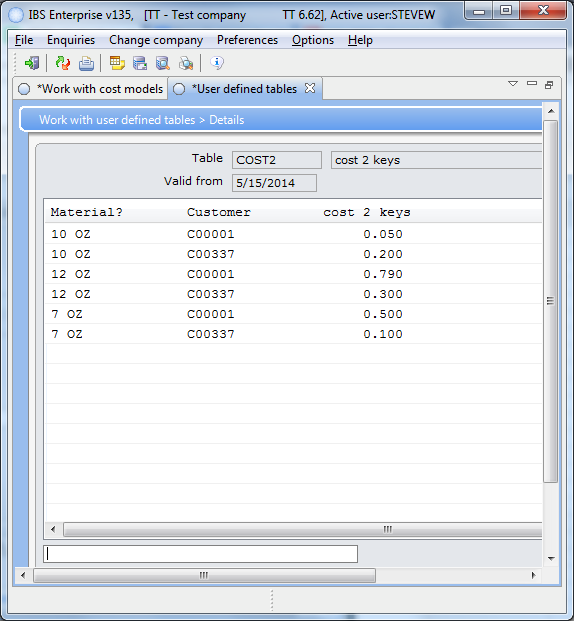 IBS Enterprise v135, [TT - Test company TT 6.62], Active user:STEVEW
File Enquiries Change company Preferences Options Help
*Work with cost models *User defined tables
Work with user defined tables > Details
Table COST2 cost 2 keys
Valid from 5/15/2014
Material? Customer cost 2 keys
10 OZ C00001 0.050
10 OZ C00337 0.200
12 OZ C00001 0.790
12 OZ C00337 0.300
7 OZ C00001 0.500
7 OZ C00337 0.100